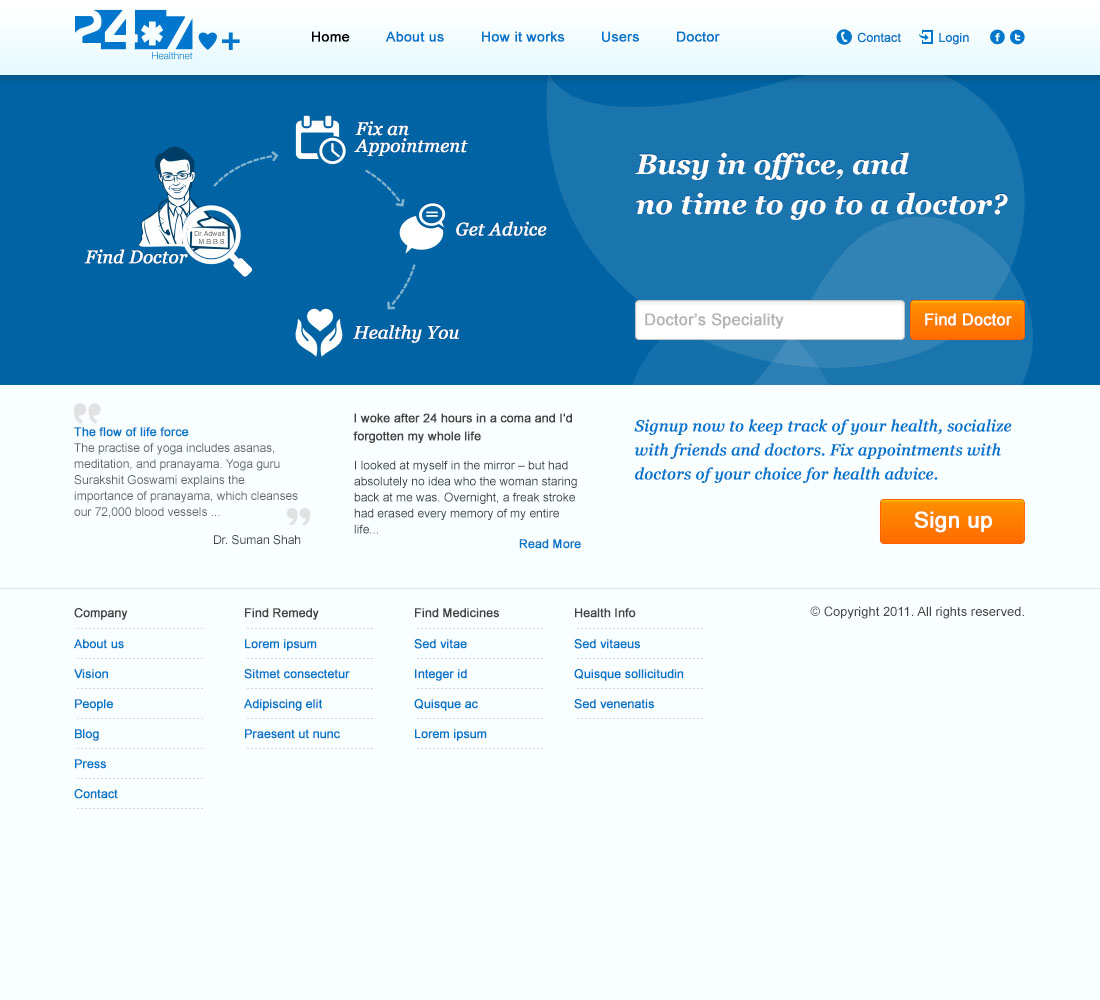 24*7
Healthnet
Home
About us
How it works
Users
Doctor
Contact
Login
Fix an
Appointment
Dr. Adwait
M.B.B.S
Find Doctor
Get Advice
Healthy You
Busy in office, and
no time to go to a doctor?
Doctor's Speciality
Find Doctor
The flow of life force
The practise of yoga includes asanas,
meditation, and pranayama. Yoga guru
Surakshit Goswami explains the
importance of pranayama, which cleanses
our 72,000 blood vessels ...
Dr. Suman Shah
I woke after 24 hours in a coma and I'd
forgotten my whole life
I looked at myself in the mirror – but had
absolutely no idea who the woman staring
back at me was. Overnight, a freak stroke
had erased every memory of my entire
life...
Read More
Signup now to keep track of your health, socialize
with friends and doctors. Fix appointments with
doctors of your choice for health advice.
Sign up
Company
About us
Vision
People
Blog
Press
Contact
Find Remedy
Lorem ipsum
Sitmet consectetur
Adipiscing elit
Praesent ut nunc
Find Medicines
Sed vitae
Integer id
Quisque ac
Lorem ipsum
Health Info
Sed vitaeus
Quisque sollicitudin
Sed venenatis
© Copyright 2011. All rights reserved.